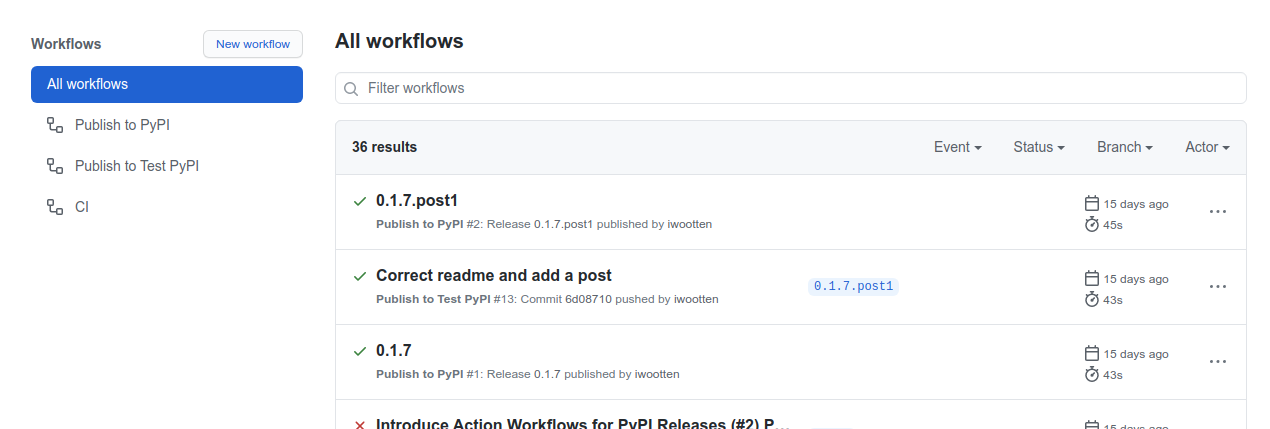 Workflows
New workflow
All workflows
Publish to PyPI
Publish to Test PyPI
CI
All workflows
Filter workflows
36 results
Event
Status
Branch
Actor
0.1.7.post1
Publish to PyPI #2: Release 0.1.7.post1 published by iwootten
15 days ago
45s
Correct readme and add a post
Publish to Test PyPI #13: Commit 6d08710 pushed by iwootten
0.1.7.post1
15 days ago
43s
0.1.7
Publish to PyPI #1: Release 0.1.7 published by iwootten
15 days ago
43s
Introduce Action Workflows for PyPI Releases (#2) P...
15 days ago